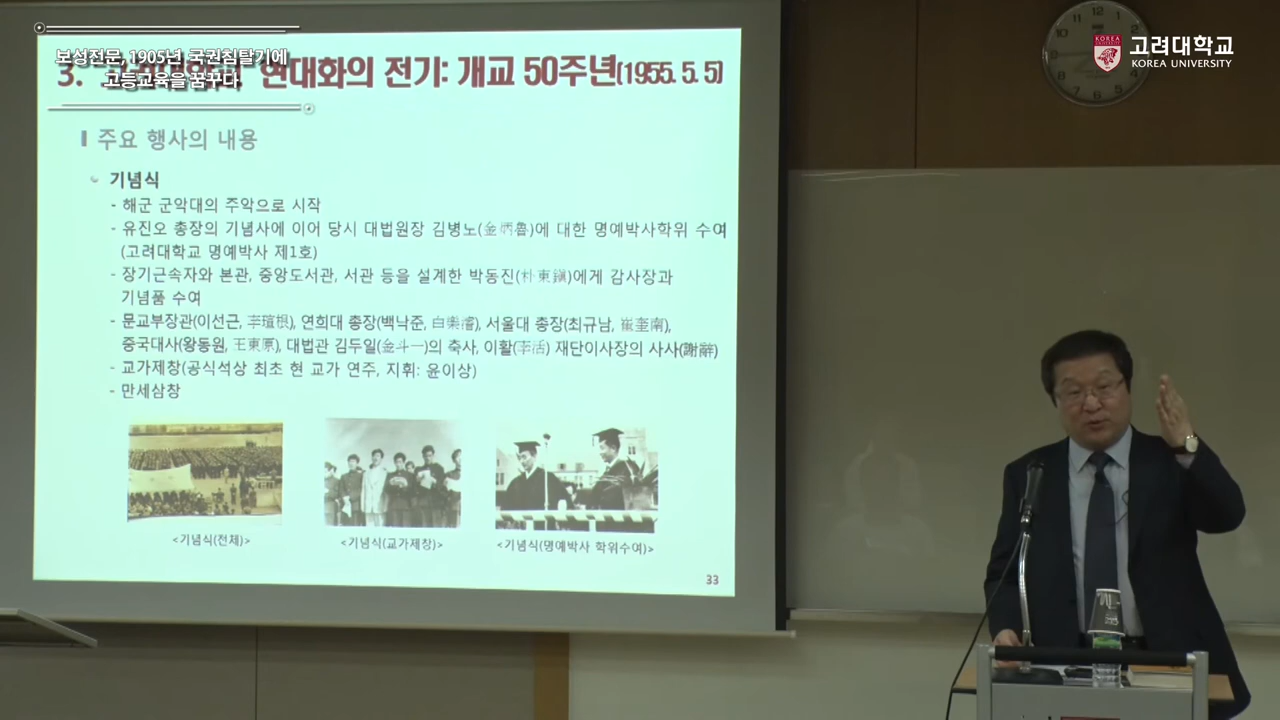 보성전문, 1905년 국권침탈기에
고등교육을 꿈꾸다.
고려대학교
KOREA UNIVERSITY
3. 현대화의 전기: 개교 50주년(1955. 5. 5)
주요 행사의 내용
기념식
- 해군 군악대의 주악으로 시작
- 유진오 총장의 기념사에 이어 당시 대법원장 김병노(金炳魯)에 대한 명예박사학위 수여
(고려대학교 명예박사 제1호)
- 장기근속자와 본관, 중앙도서관, 서관 등을 설계한 박동진(朴東鎭)에게 감사장과
기념품 수여
- 문교부장관(이선근, 李瑄根), 연희대 총장(백낙준, 白樂濬), 서울대 총장(최규남, 崔奎南),
중국대사(왕동원, 王東原), 대법관 김두일(金斗一)의 축사, 이활(李活) 재단이사장의 사사(謝辭)
- 교가제창(공식석상 최초 현 교가 연주, 지휘: 윤이상)
- 만세삼창
<기념식(전체)>
<기념식(교가제창)>
<기념식(명예박사 학위수여)>
33